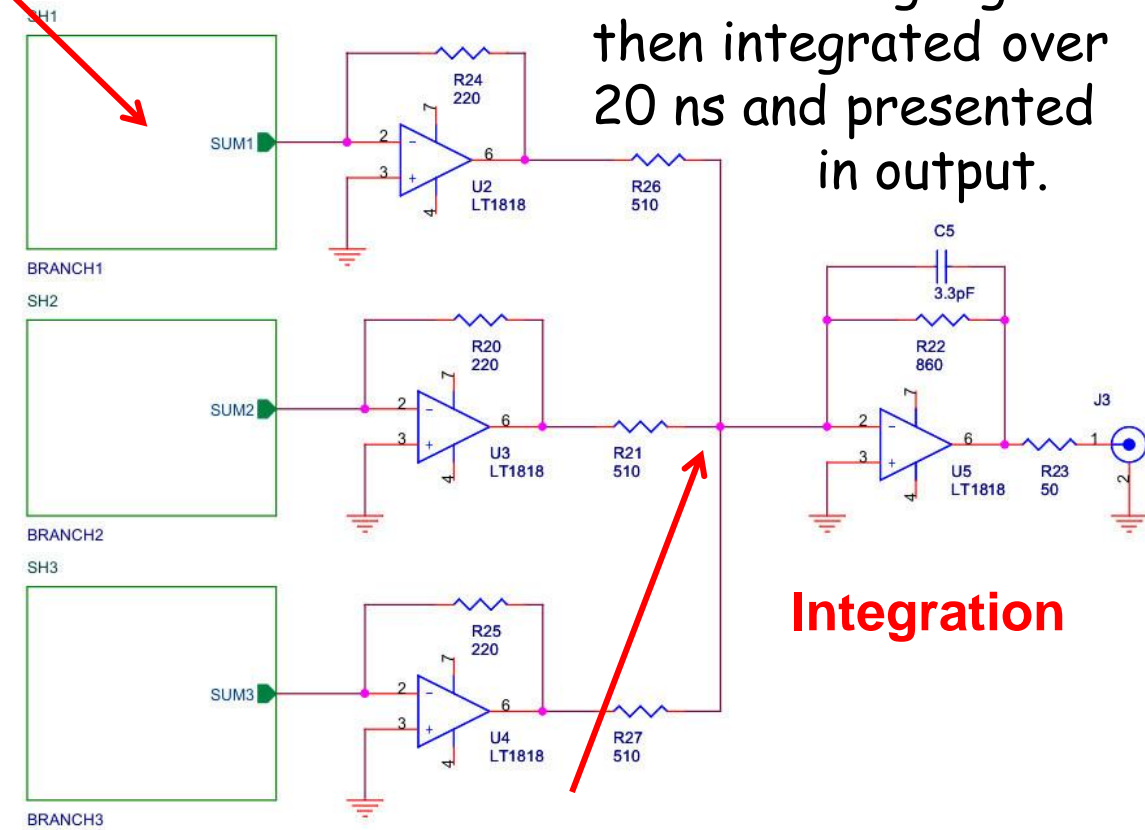 then integrated over
20 ns and presented
in output.
SH1
SUM1
BRANCH1
R24
220
7
2
3
4
6
-
+
U2
LT1818
R26
510
SH2
SUM2
BRANCH2
R20
220
7
2
3
4
6
-
+
U3
LT1818
R21
510
SH3
SUM3
BRANCH3
R25
220
7
2
3
4
6
-
+
U4
LT1818
R27
510
C5
3.3pF
R22
860
7
2
3
4
6
-
+
U5
LT1818
R23
50
J3
1
2
Integration